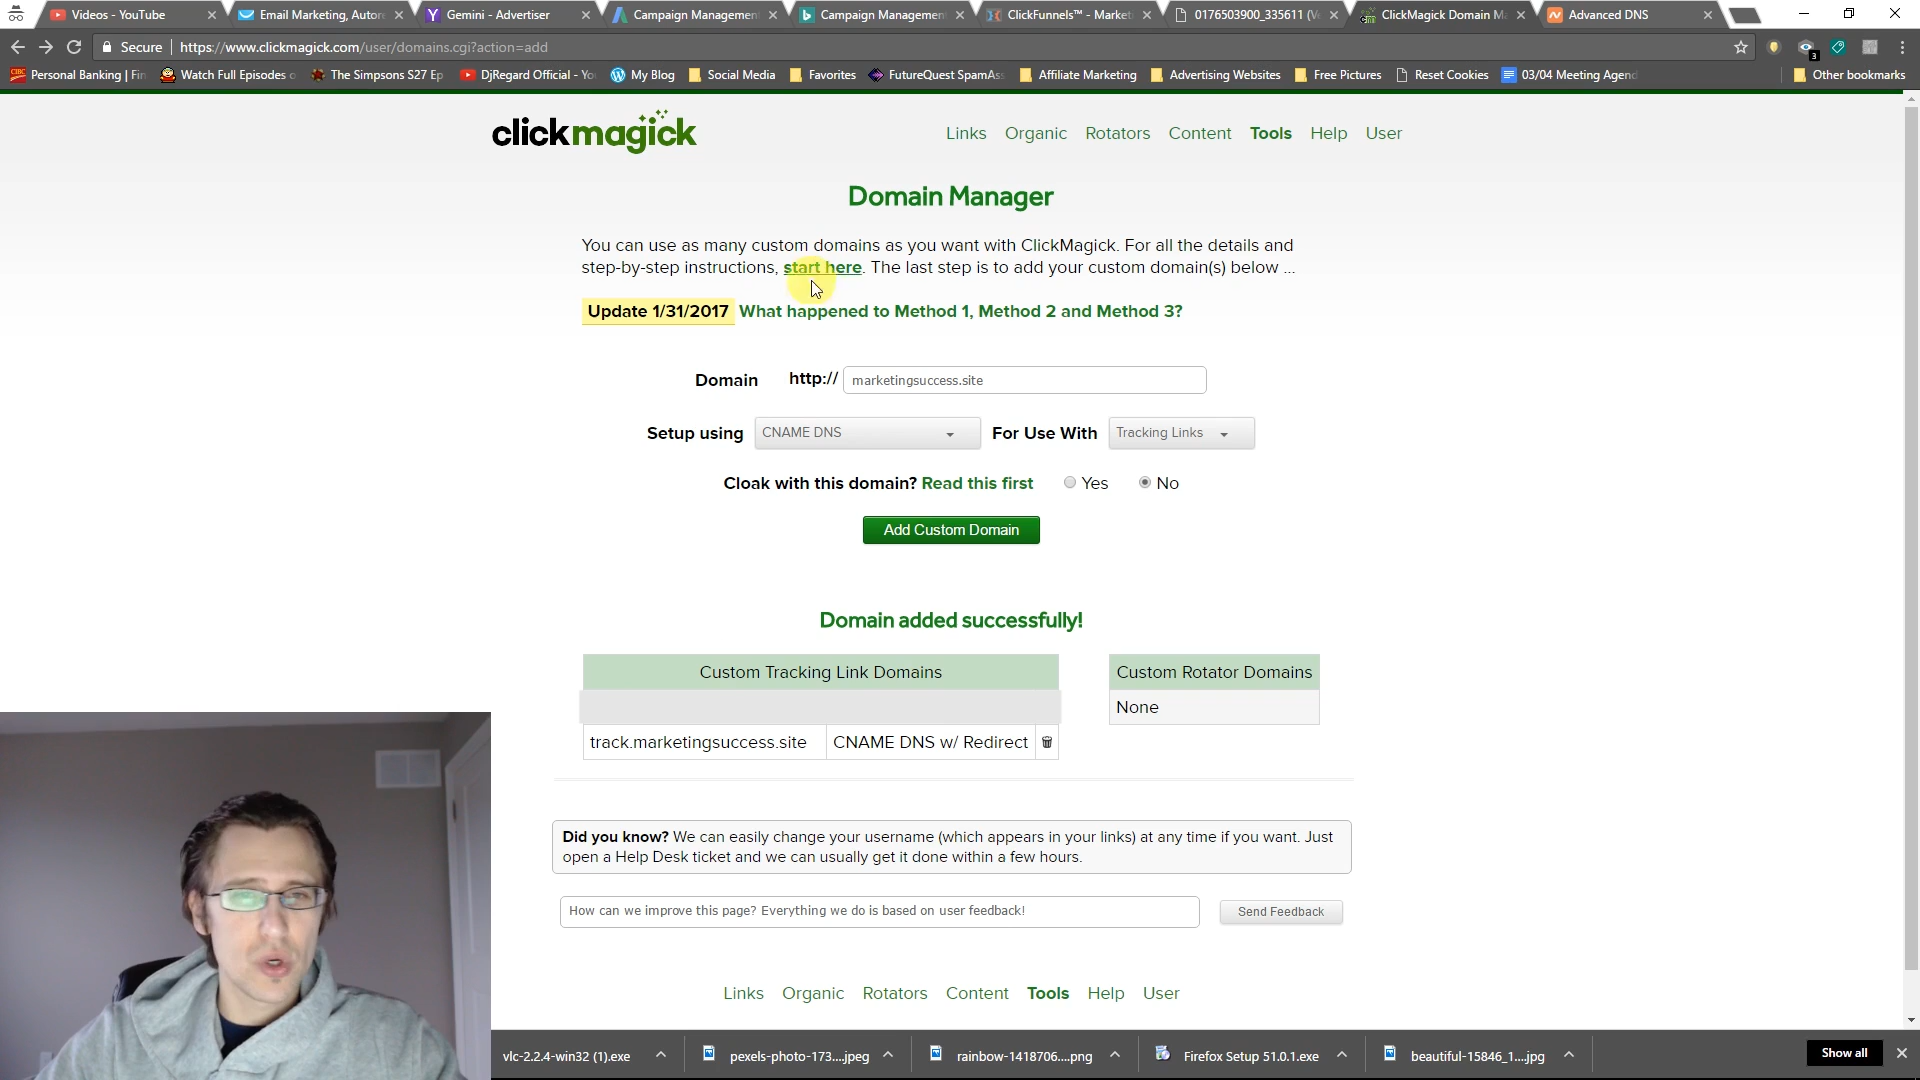 Videos - YouTube
Email Marketing, Autor
Gemini - Advertiser
Campaign Management
Campaign Management
ClickFunnels™ - Market
0176503900_335611 (V
ClickMagick Domain M
Advanced DNS
Secure
https://www.clickmagick.com/user/domains.cgi?action=add
3
CIBC Personal Banking | Fin
Watch Full Episodes o
The Simpsons S27 Ep
DjRegard Official - Yo
My Blog
Social Media
Favorites
FutureQuest SpamAs
Affiliate Marketing
Advertising Websites
Free Pictures
Reset Cookies
03/04 Meeting Agend
Other bookmarks
clickmagick
Links Organic Rotators Content Tools Help User
Domain Manager
You can use as many custom domains as you want with ClickMagick. For all the details and
step-by-step instructions, start here. The last step is to add your custom domain(s) below ...
Update 1/31/2017 What happened to Method 1, Method 2 and Method 3?
Domain http:// marketingsuccess.site
Setup using CNAME DNS For Use With Tracking Links
Cloak with this domain? Read this first Yes No
Add Custom Domain
Domain added successfully!
Custom Tracking Link Domains
Custom Rotator Domains
None
track.marketingsuccess.site CNAME DNS w/ Redirect
Did you know? We can easily change your username (which appears in your links) at any time if you want. Just
open a Help Desk ticket and we can usually get it done within a few hours.
How can we improve this page? Everything we do is based on user feedback!
Send Feedback
Links Organic Rotators Content Tools Help User
vlc-2.2.4-win32 (1).exe
pexels-photo-173....jpeg
rainbow-1418706....png
Firefox Setup 51.0.1.exe
beautiful-15846_1....jpg
Show all